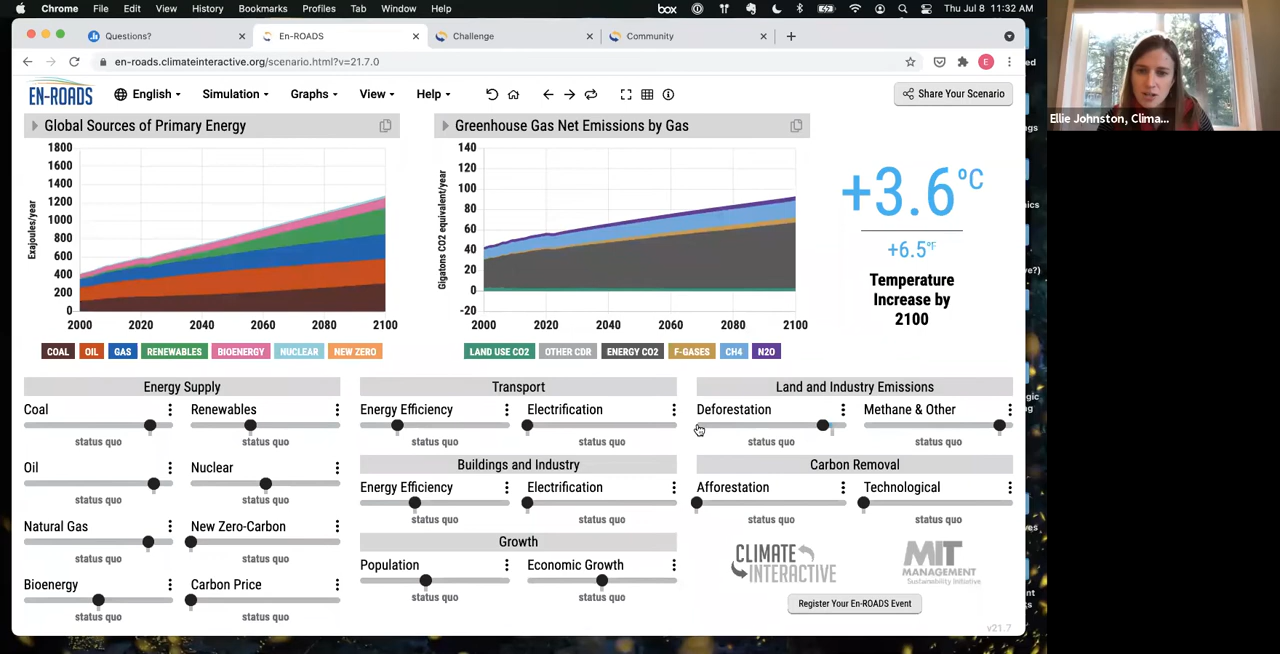 Chrome File Edit View History Bookmarks Profiles Tab Window Help
box
Thu Jul 8 11:32 AM
Questions?
En-ROADS
Challenge
Community
en-roads.climateinteractive.org/scenario.html?v=21.7.0
E
EN-ROADS
English
Simulation
Graphs
View
Help
Share Your Scenario
Ellie Johnston, Clima...
Global Sources of Primary Energy
Exajoules/year
1800
1600
1400
1200
1000
800
600
400
200
0
2000 2020 2040 2060 2080 2100
COAL OIL GAS RENEWABLES BIOENERGY NUCLEAR NEW ZERO
Greenhouse Gas Net Emissions by Gas
Gigatons CO2 equivalent/year
140
120
100
80
60
40
20
0
-20
2000 2020 2040 2060 2080 2100
LAND USE CO2 OTHER CDR ENERGY CO2 F-GASES CH4 N2O
+3.6°C
+6.5°F
Temperature
Increase by
2100
Energy Supply
Coal
status quo
Renewables
status quo
Oil
status quo
Nuclear
status quo
Natural Gas
status quo
New Zero-Carbon
status quo
Bioenergy
status quo
Carbon Price
status quo
Transport
Energy Efficiency
status quo
Electrification
status quo
Buildings and Industry
Energy Efficiency
status quo
Electrification
status quo
Growth
Population
status quo
Economic Growth
status quo
Land and Industry Emissions
Deforestation
status quo
Methane & Other
status quo
Carbon Removal
Afforestation
status quo
Technological
status quo
CLIMATE
INTERACTIVE
MIT
MANAGEMENT
Sustainability Initiative
Register Your En-ROADS Event
v21.7